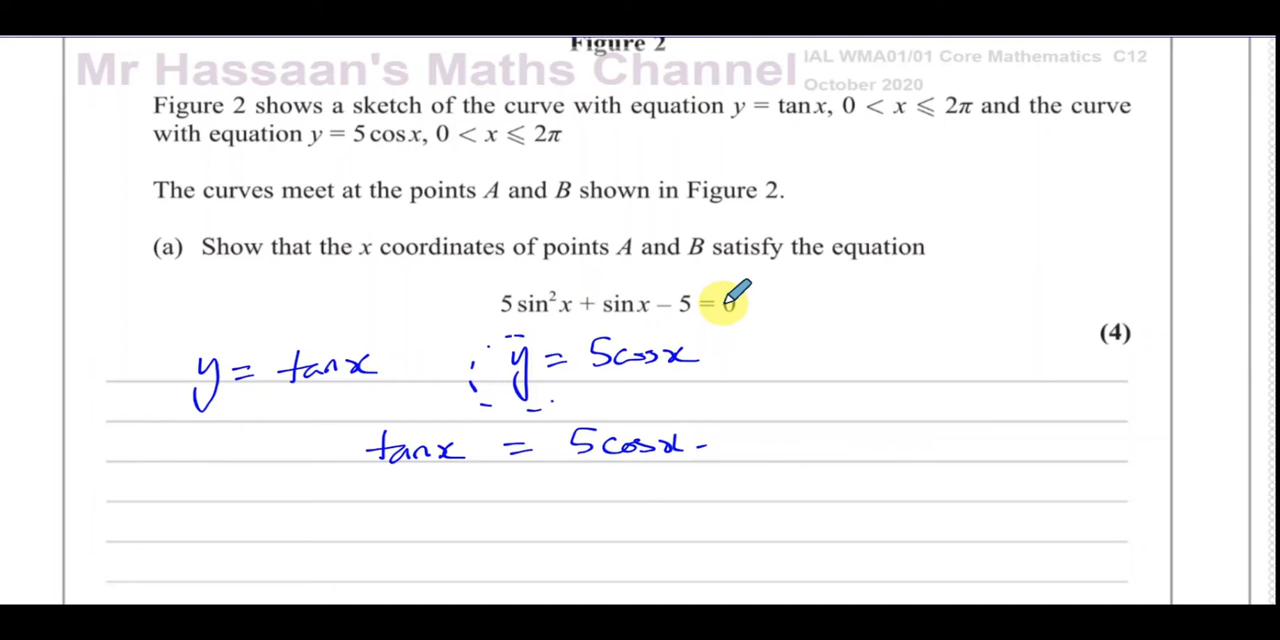 Figure 2
Mr Hassaan's Maths Channel
IAL WMA01/01 Core Mathematics C12
October 2020
Figure 2 shows a sketch of the curve with equation y = tan x, 0 < x ⩽ 2π and the curve
with equation y = 5 cos x, 0 < x ⩽ 2π
The curves meet at the points A and B shown in Figure 2.
(a) Show that the x coordinates of points A and B satisfy the equation
5 sin²x + sin x − 5 = 0
(4)
y = tanx y = 5cosx
tanx = 5cosx